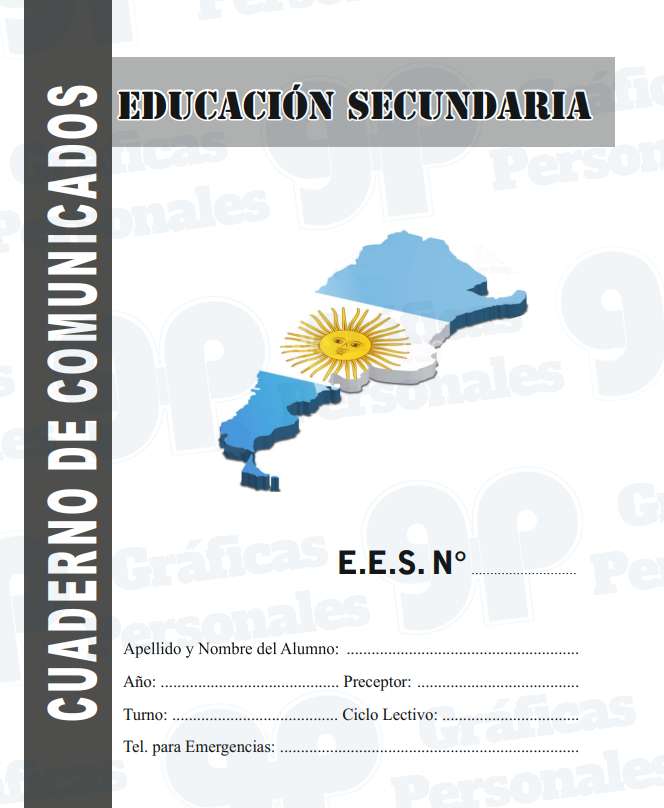 EDUCACIÓN SECUNDARIA
CUADERNO DE COMUNICADOS
E.E.S. N° ...........................
Apellido y Nombre del Alumno: ........................................................
Año: ........................................... Preceptor: .......................................
Turno: ........................................ Ciclo Lectivo: .................................
Tel. para Emergencias: ........................................................................
gp
Gráficas
Personales